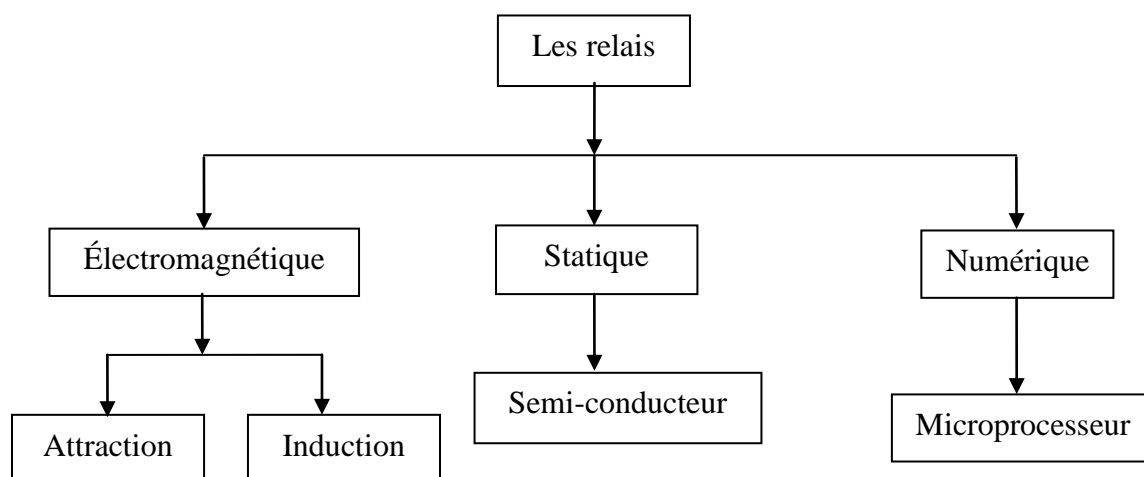 Les relais
Électromagnétique
Statique
Numérique
Attraction
Induction
Semi-conducteur
Microprocesseur